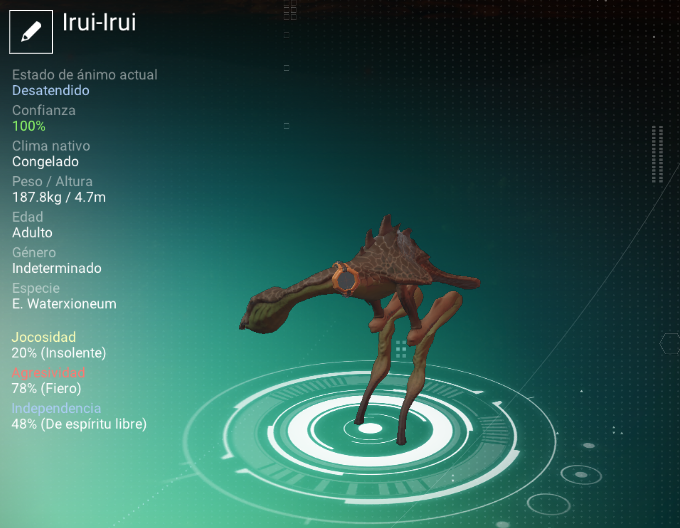 Irui-Irui
Estado de ánimo actual
Desatendido
Confianza
100%
Clima nativo
Congelado
Peso / Altura
187.8kg / 4.7m
Edad
Adulto
Género
Indeterminado
Especie
E. Waterxioneum
Jocosidad
20% (Insolente)
Agresividad
78% (Fiero)
Independencia
48% (De espíritu libre)